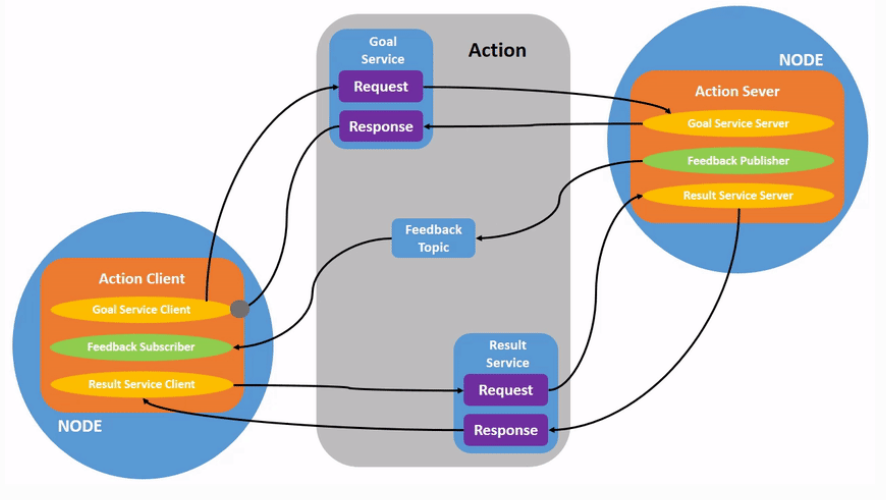 Goal
Service
Action
Request
Response
NODE
Action Sever
Goal Service Server
Feedback Publisher
Result Service Server
Feedback
Topic
Action Client
Goal Service Client
Feedback Subscriber
Result Service Client
NODE
Result
Service
Request
Response